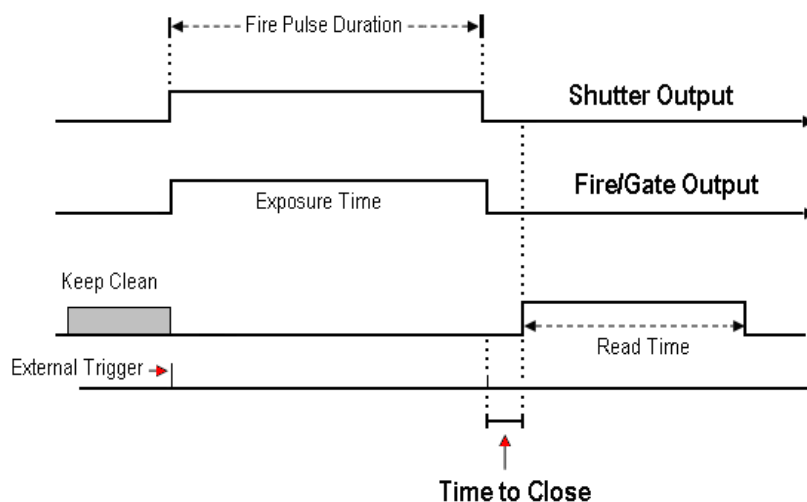 Fire Pulse Duration
Shutter Output
Fire/Gate Output
Exposure Time
Keep Clean
Read Time
External Trigger
Time to Close